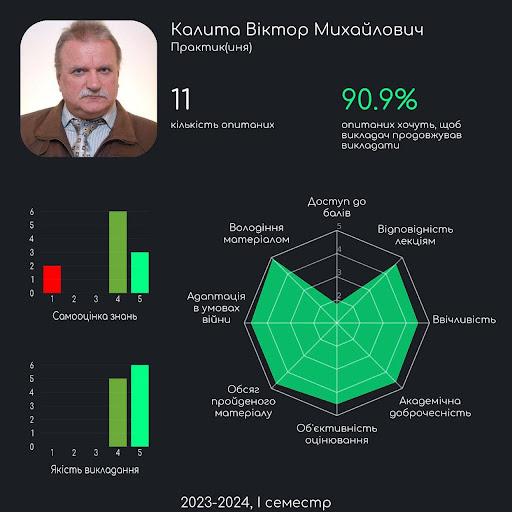 Калита Віктор Михайлович
Практик(иня)
11
кількість опитаних
90.9%
опитаних хочуть, щоб
викладач продовжував
викладати
6
5
4
3
2
1
0
1 2 3 4 5
Самооцінка знань
6
5
4
3
2
1
0
1 2 3 4 5
Якість викладання
Доступ до
балів
Відповідність
лекціям
Ввічливість
Академічна
доброчесність
Об'єктивність
оцінювання
Обсяг
пройденого
матеріалу
Адаптація
в умовах
війни
Володіння
матеріалом
5
4
3
2
2023-2024, I семестр